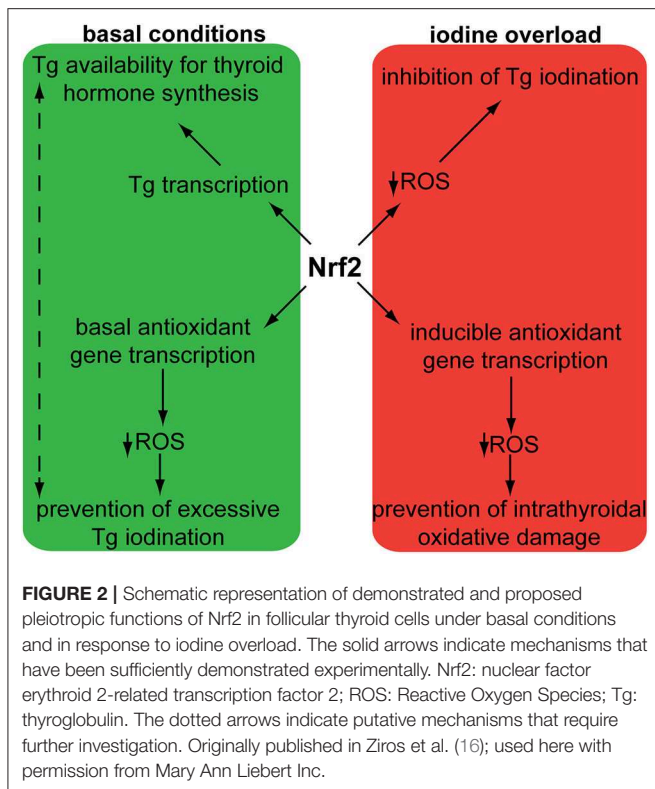 basal conditions
iodine overload
Tg availability for thyroid
hormone synthesis
inhibition of Tg iodination
Tg transcription
ROS
Nrf2
basal antioxidant
gene transcription
inducible antioxidant
gene transcription
ROS
ROS
prevention of excessive
Tg iodination
prevention of intrathyroidal
oxidative damage
FIGURE 2 | Schematic representation of demonstrated and proposed
pleiotropic functions of Nrf2 in follicular thyroid cells under basal conditions
and in response to iodine overload. The solid arrows indicate mechanisms that
have been sufficiently demonstrated experimentally. Nrf2: nuclear factor
erythroid 2-related transcription factor 2; ROS: Reactive Oxygen Species; Tg:
thyroglobulin. The dotted arrows indicate putative mechanisms that require
further investigation. Originally published in Ziros et al. (16); used here with
permission from Mary Ann Liebert Inc.